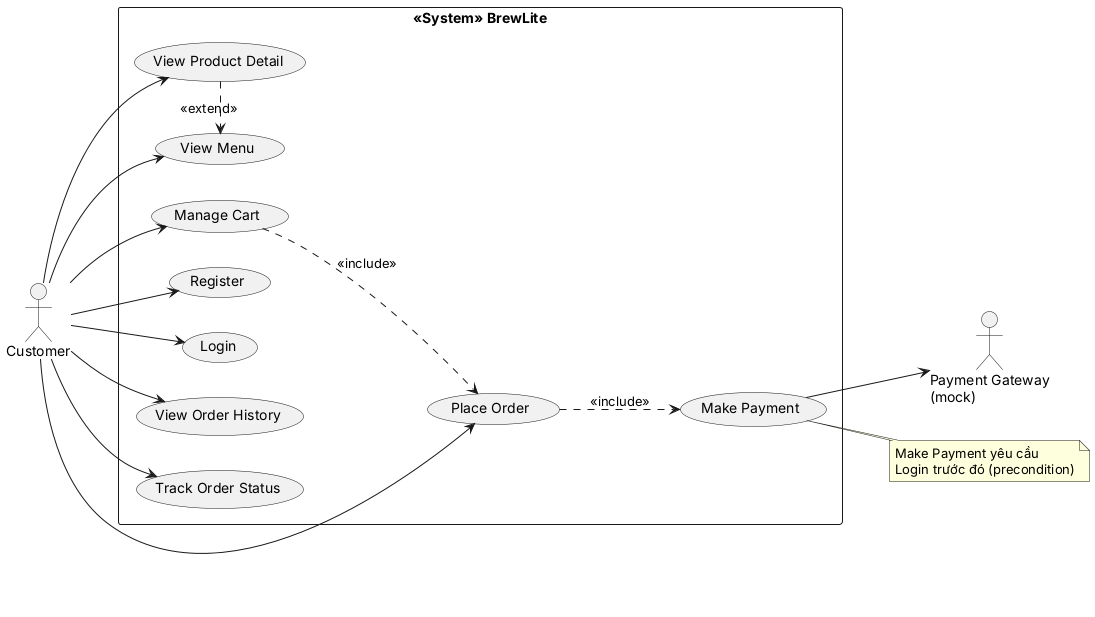 «System» BrewLite
View Product Detail
«extend»
View Menu
Manage Cart
«include»
Register
Login
Customer
View Order History
Place Order
«include»
Make Payment
Payment Gateway
(mock)
Make Payment yêu cầu
Login trước đó (precondition)
Track Order Status